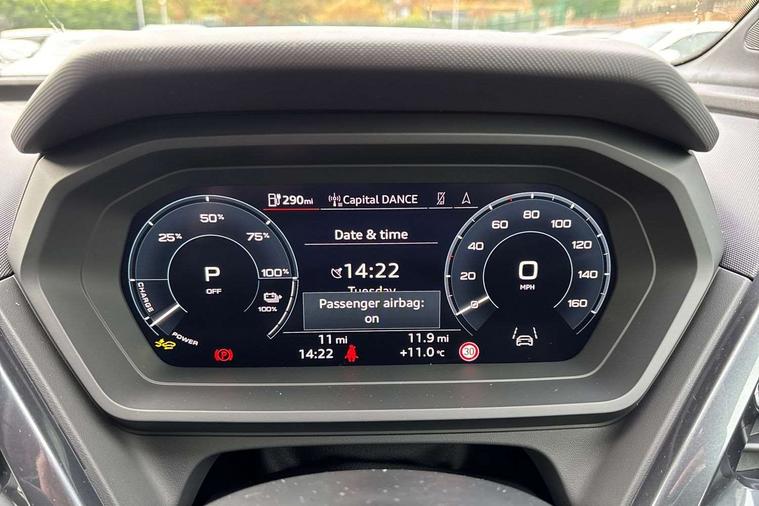 290mi
Capital DANCE
A
Date & time
14:22
Tuesday
Passenger airbag:
on
11 mi
11.9 mi
14:22
+11.0 °C
30
25%
50%
75%
100%
P
OFF
100%
CHARGE
POWER
(P)
0
20
40
60
80
100
120
140
160
0
MPH